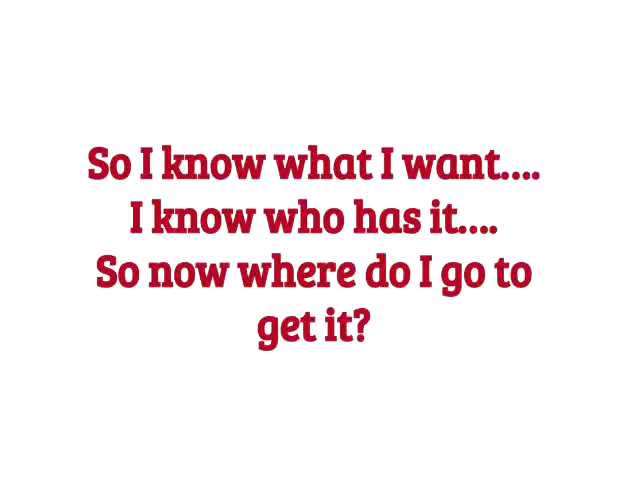 So I know what I want....
I know who has it....
So now where do I go to
get it?